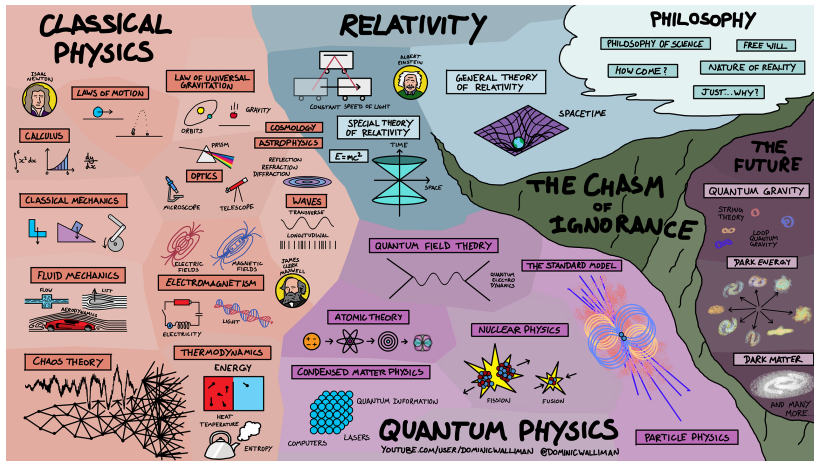 CLASSICAL
PHYSICS
ISAAC
NEWTON
LAWS OF MOTION
LAW OF UNIVERSAL
GRAVITATION
ORBITS
GRAVITY
CALCULUS
∫ x² dx
dy/dx
COSMOLOGY
ASTROPHYSICS
PRISM
REFLECTION
REFRACTION
DIFFRACTION
OPTICS
MICROSCOPE
TELESCOPE
CLASSICAL MECHANICS
WAVES
TRANSVERSE
LONGITUDINAL
ELECTRIC
FIELDS
MAGNETIC
FIELDS
JAMES
CLERK
MAXWELL
FLUID MECHANICS
FLOW
LIFT
AERODYNAMICS
ELECTROMAGNETISM
ELECTRICITY
LIGHT
CHAOS THEORY
THERMODYNAMICS
ENERGY
HEAT
TEMPERATURE
ENTROPY
RELATIVITY
ALBERT
EINSTEIN
CONSTANT SPEED OF LIGHT
GENERAL THEORY
OF RELATIVITY
SPACETIME
SPECIAL THEORY
OF RELATIVITY
E=mc²
TIME
SPACE
PHILOSOPHY
PHILOSOPHY OF SCIENCE
FREE WILL
HOW COME?
NATURE OF REALITY
JUST...WHY?
THE CHASM
OF
IGNORANCE
THE
FUTURE
QUANTUM GRAVITY
STRING
THEORY
LOOP
QUANTUM
GRAVITY
DARK ENERGY
DARK MATTER
AND MANY
MORE...
QUANTUM FIELD THEORY
QUANTUM
ELECTRO
DYNAMICS
THE STANDARD MODEL
ATOMIC THEORY
NUCLEAR PHYSICS
FISSION
FUSION
CONDENSED MATTER PHYSICS
QUANTUM INFORMATION
LASERS
COMPUTERS
PARTICLE PHYSICS
QUANTUM PHYSICS
YOUTUBE.COM/USER/DOMINICWALLIMAN @DOMINICWALLIMAN